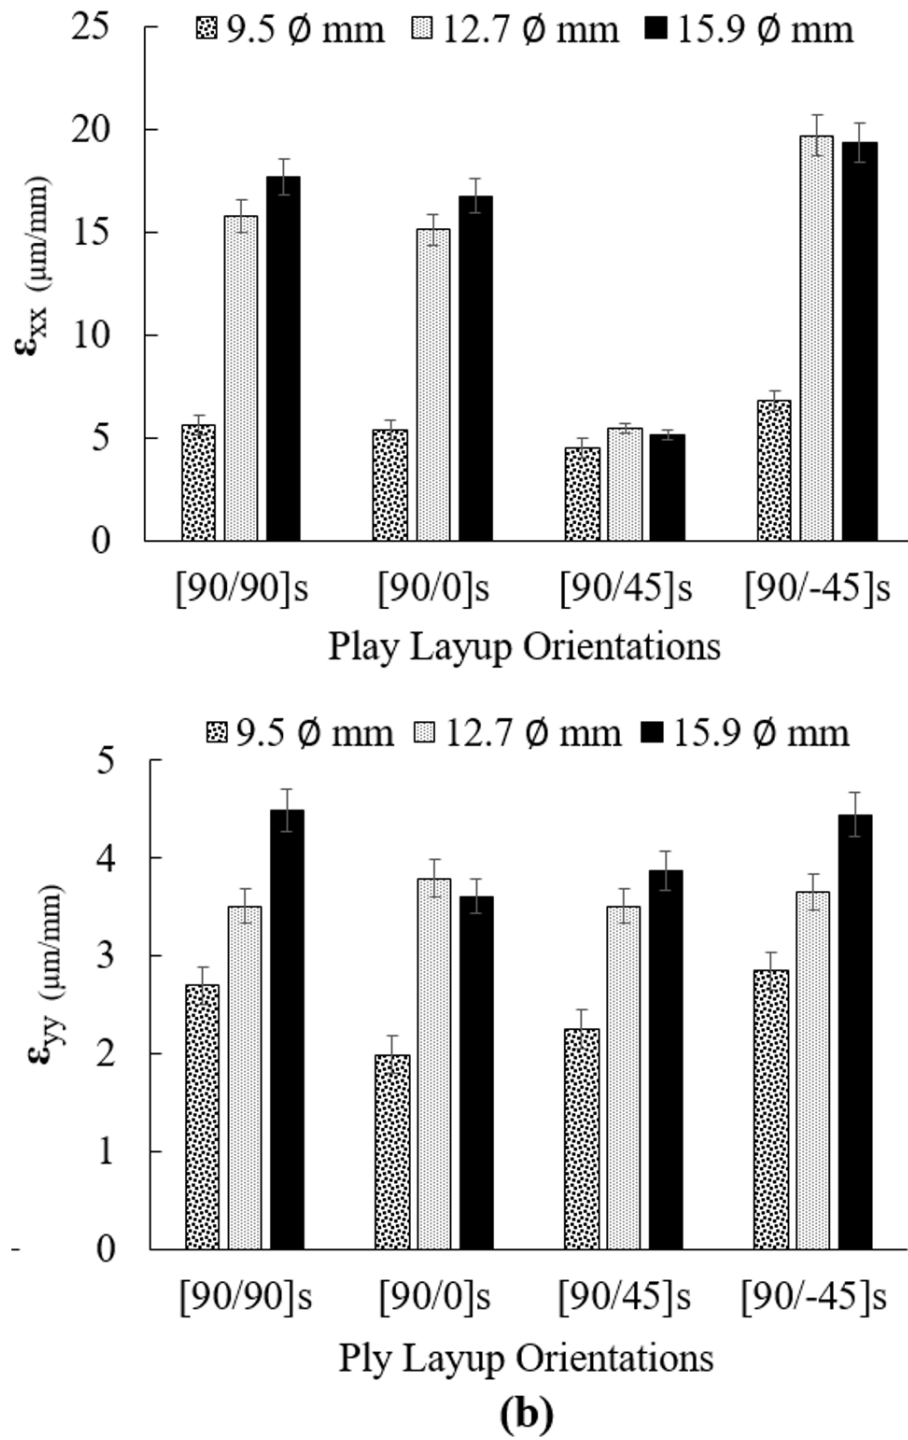 25
9.5 Ø mm 12.7 Ø mm 15.9 Ø mm
20
15
10
5
0
εxx (μm/mm)
[90/90]s [90/0]s [90/45]s [90/-45]s
Play Layup Orientations
9.5 Ø mm 12.7 Ø mm 15.9 Ø mm
5
4
3
2
1
0
εyy (μm/mm)
[90/90]s [90/0]s [90/45]s [90/-45]s
Ply Layup Orientations
(b)